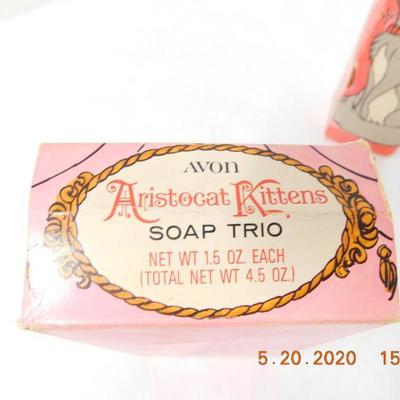 AVON
Aristocat Kittens
SOAP TRIO
NET WT 1.5 OZ. EACH
(TOTAL NET WT 4.5 OZ.)
5.20.2020 15